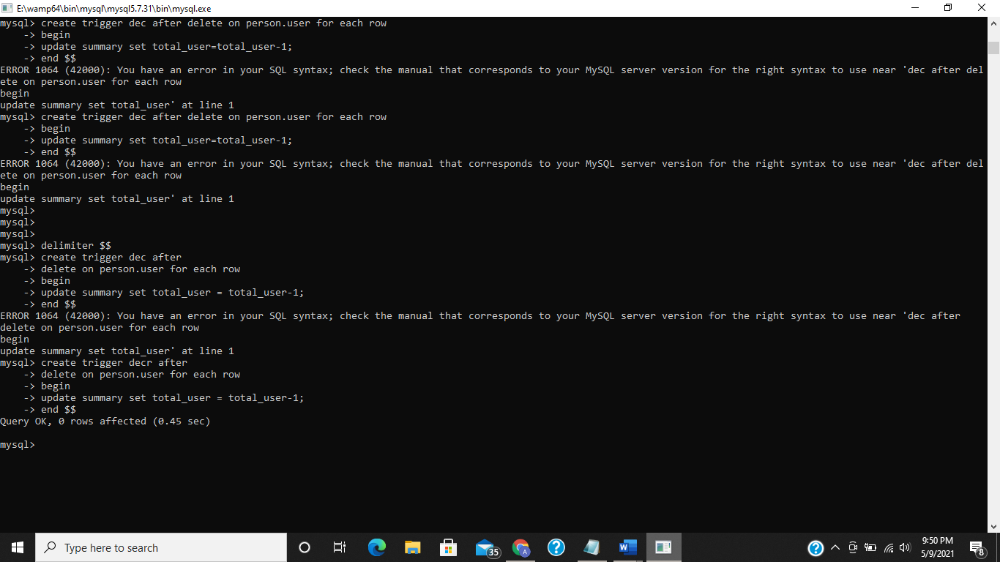 E:\wamp64\bin\mysql\mysql5.7.31\bin\mysql.exe
mysql> create trigger dec after delete on person.user for each row
    -> begin
    -> update summary set total_user=total_user-1;
    -> end $$
ERROR 1064 (42000): You have an error in your SQL syntax; check the manual that corresponds to your MySQL server version for the right syntax to use near 'dec after del
ete on person.user for each row
begin
update summary set total_user' at line 1
mysql> create trigger dec after delete on person.user for each row
    -> begin
    -> update summary set total_user=total_user-1;
    -> end $$
ERROR 1064 (42000): You have an error in your SQL syntax; check the manual that corresponds to your MySQL server version for the right syntax to use near 'dec after del
ete on person.user for each row
begin
update summary set total_user' at line 1
mysql>
mysql>
mysql>
mysql> delimiter $$
mysql> create trigger dec after
    -> delete on person.user for each row
    -> begin
    -> update summary set total_user = total_user-1;
    -> end $$
ERROR 1064 (42000): You have an error in your SQL syntax; check the manual that corresponds to your MySQL server version for the right syntax to use near 'dec after
delete on person.user for each row
begin
update summary set total_user' at line 1
mysql> create trigger decr after
    -> delete on person.user for each row
    -> begin
    -> update summary set total_user = total_user-1;
    -> end $$
Query OK, 0 rows affected (0.45 sec)
mysql>
Type here to search
35
A
9:50 PM
5/9/2021
8